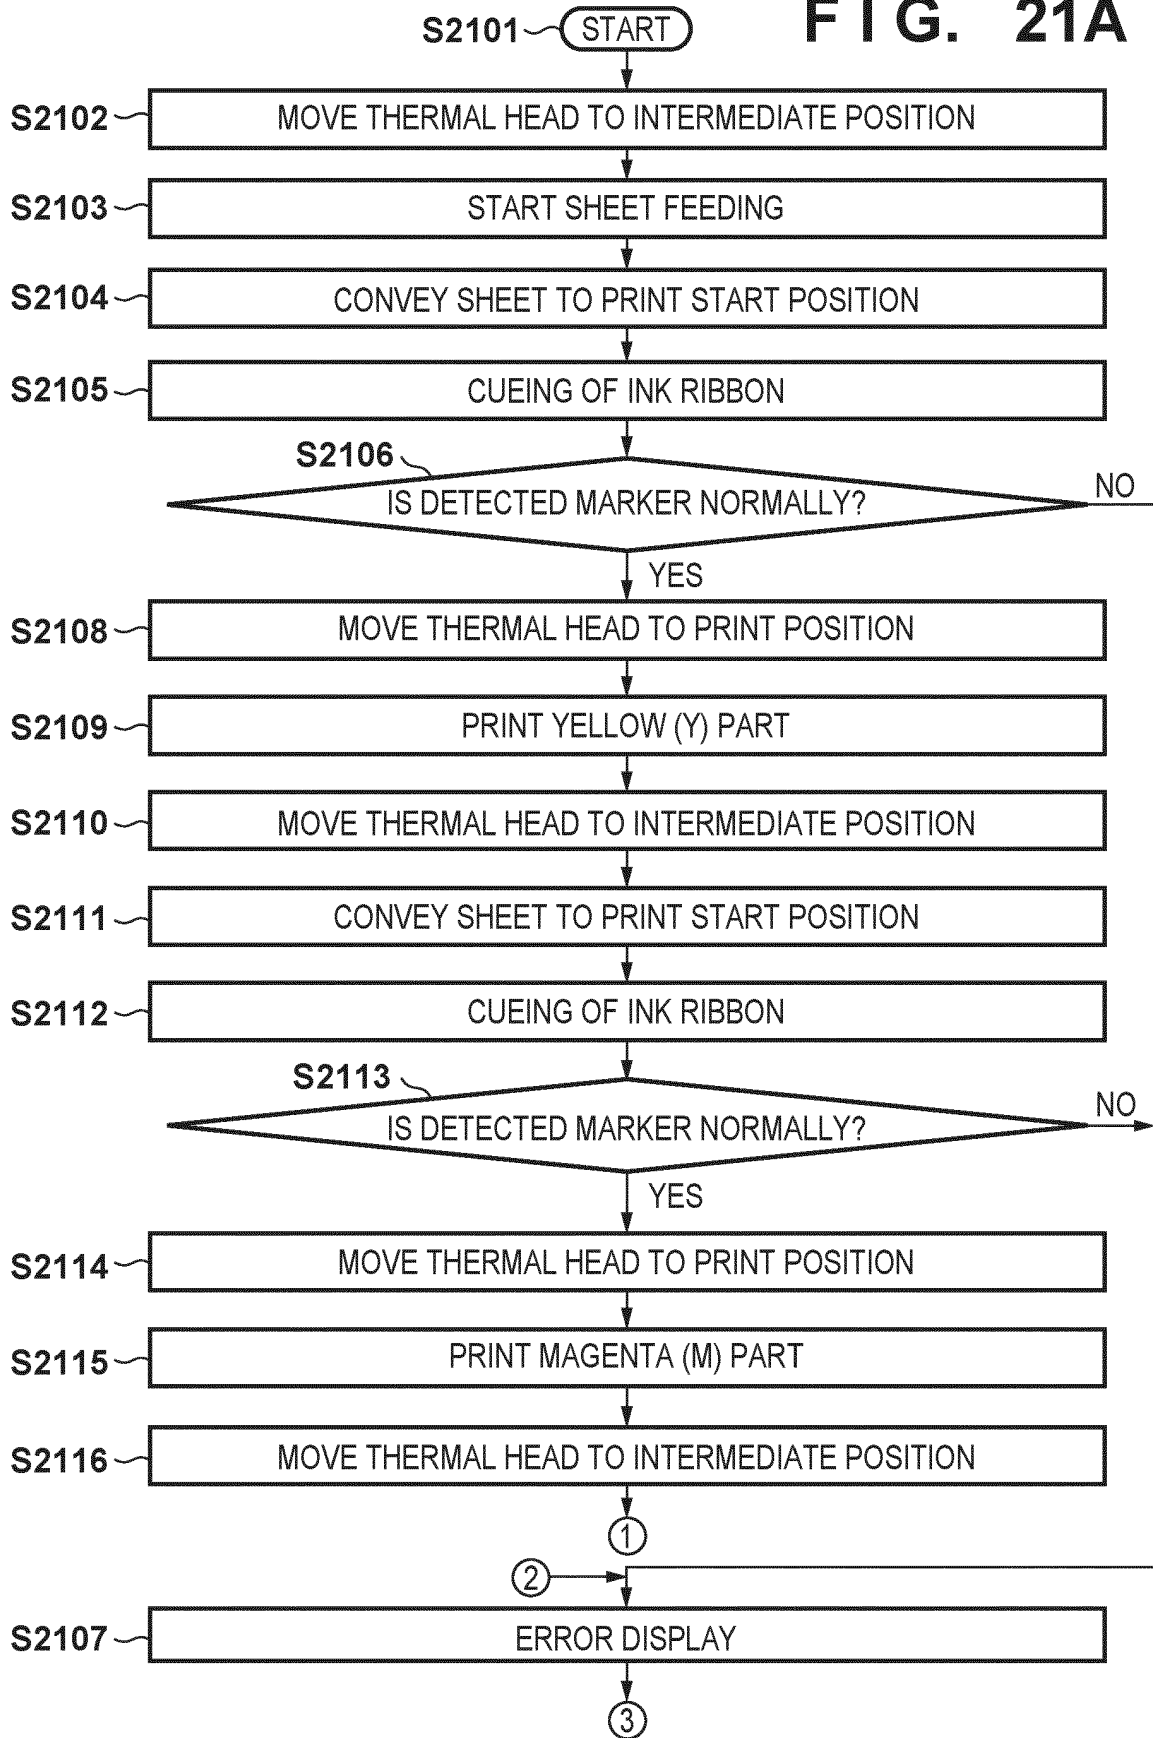 FIG. 21A
S2101 START
S2102 MOVE THERMAL HEAD TO INTERMEDIATE POSITION
S2103 START SHEET FEEDING
S2104 CONVEY SHEET TO PRINT START POSITION
S2105 CUEING OF INK RIBBON
S2106
IS DETECTED MARKER NORMALLY? NO
YES
S2108 MOVE THERMAL HEAD TO PRINT POSITION
S2109 PRINT YELLOW (Y) PART
S2110 MOVE THERMAL HEAD TO INTERMEDIATE POSITION
S2111 CONVEY SHEET TO PRINT START POSITION
S2112 CUEING OF INK RIBBON
S2113
IS DETECTED MARKER NORMALLY? NO
YES
S2114 MOVE THERMAL HEAD TO PRINT POSITION
S2115 PRINT MAGENTA (M) PART
S2116 MOVE THERMAL HEAD TO INTERMEDIATE POSITION
1
2
S2107 ERROR DISPLAY
3